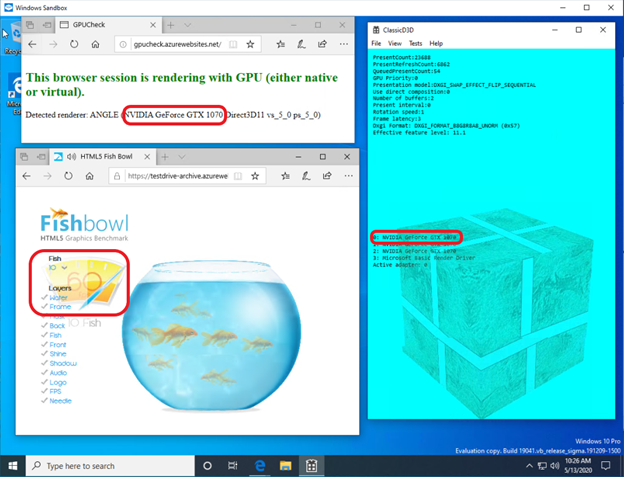 Windows Sandbox
GPUCheck
gpucheck.azurewebsites.net/
This browser session is rendering with GPU (either native
or virtual).
Detected renderer: ANGLE (NVIDIA GeForce GTX 1070 Direct3D11 vs_5_0 ps_5_0)
HTML5 Fish Bowl
https://testdrive-archive.azurewe
Fishbowl
HTML5 Graphics Benchmark
Fish
10
60
Layers
Water
Frame
Back
10 Fish
Fish
Front
Shine
Shadow
Audio
Logo
FPS
Needle
ClassicD3D
File View Tests Help
PresentCount:23688
PresentRefreshCount:6862
QueuedPresentCount:54
GPU Priority:0
Presentation model:DXGI_SWAP_EFFECT_FLIP_SEQUENTIAL
Use direct composition:0
Number of buffers:2
Present interval:0
Rotation speed:1
Frame latency:3
Dxgi Format: DXGI_FORMAT_B8G8R8A8_UNORM (0x57)
Effective feature level: 11.1
0: NVIDIA GeForce GTX 1070
2: NVIDIA GeForce GTX 1070
3: Microsoft Basic Render Driver
Active adapter: 0
Windows 10 Pro
Evaluation copy. Build 19041.vb_release_sigma.191209-1500
Type here to search
10:26 AM
5/13/2020